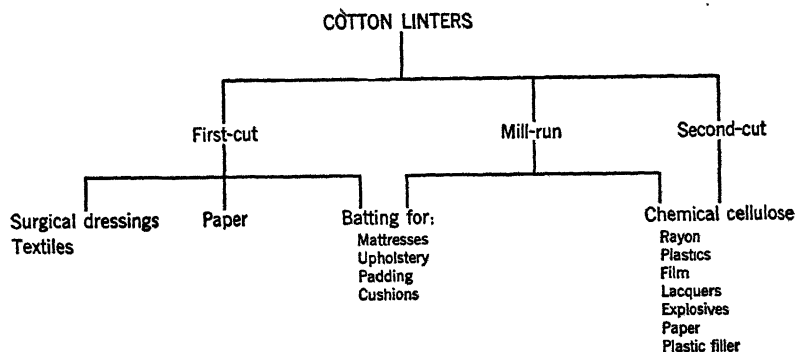 COTTON LINTERS
First-cut
Mill-run
Second-cut
Surgical dressings
Textiles
Paper
Batting for:
Mattresses
Upholstery
Padding
Cushions
Chemical cellulose
Rayon
Plastics
Film
Lacquers
Explosives
Paper
Plastic filler